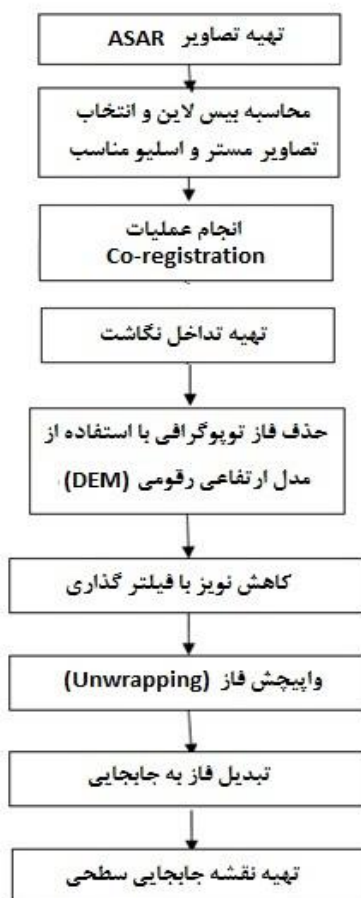 تهیه تصاویر ASAR
محاسبه بیس لاین و انتخاب
تصاویر مستر و اسلیو مناسب
انجام عملیات
Co-registration
تهیه تداخل نگاشت
حذف فاز توپوگرافی با استفاده از
مدل ارتفاعی رقومی (DEM).
کاهش نویز با فیلتر گذاری
واپیچش فاز (Unwrapping)
تبدیل فاز به جابجایی
تهیه نقشه جابجایی سطحی